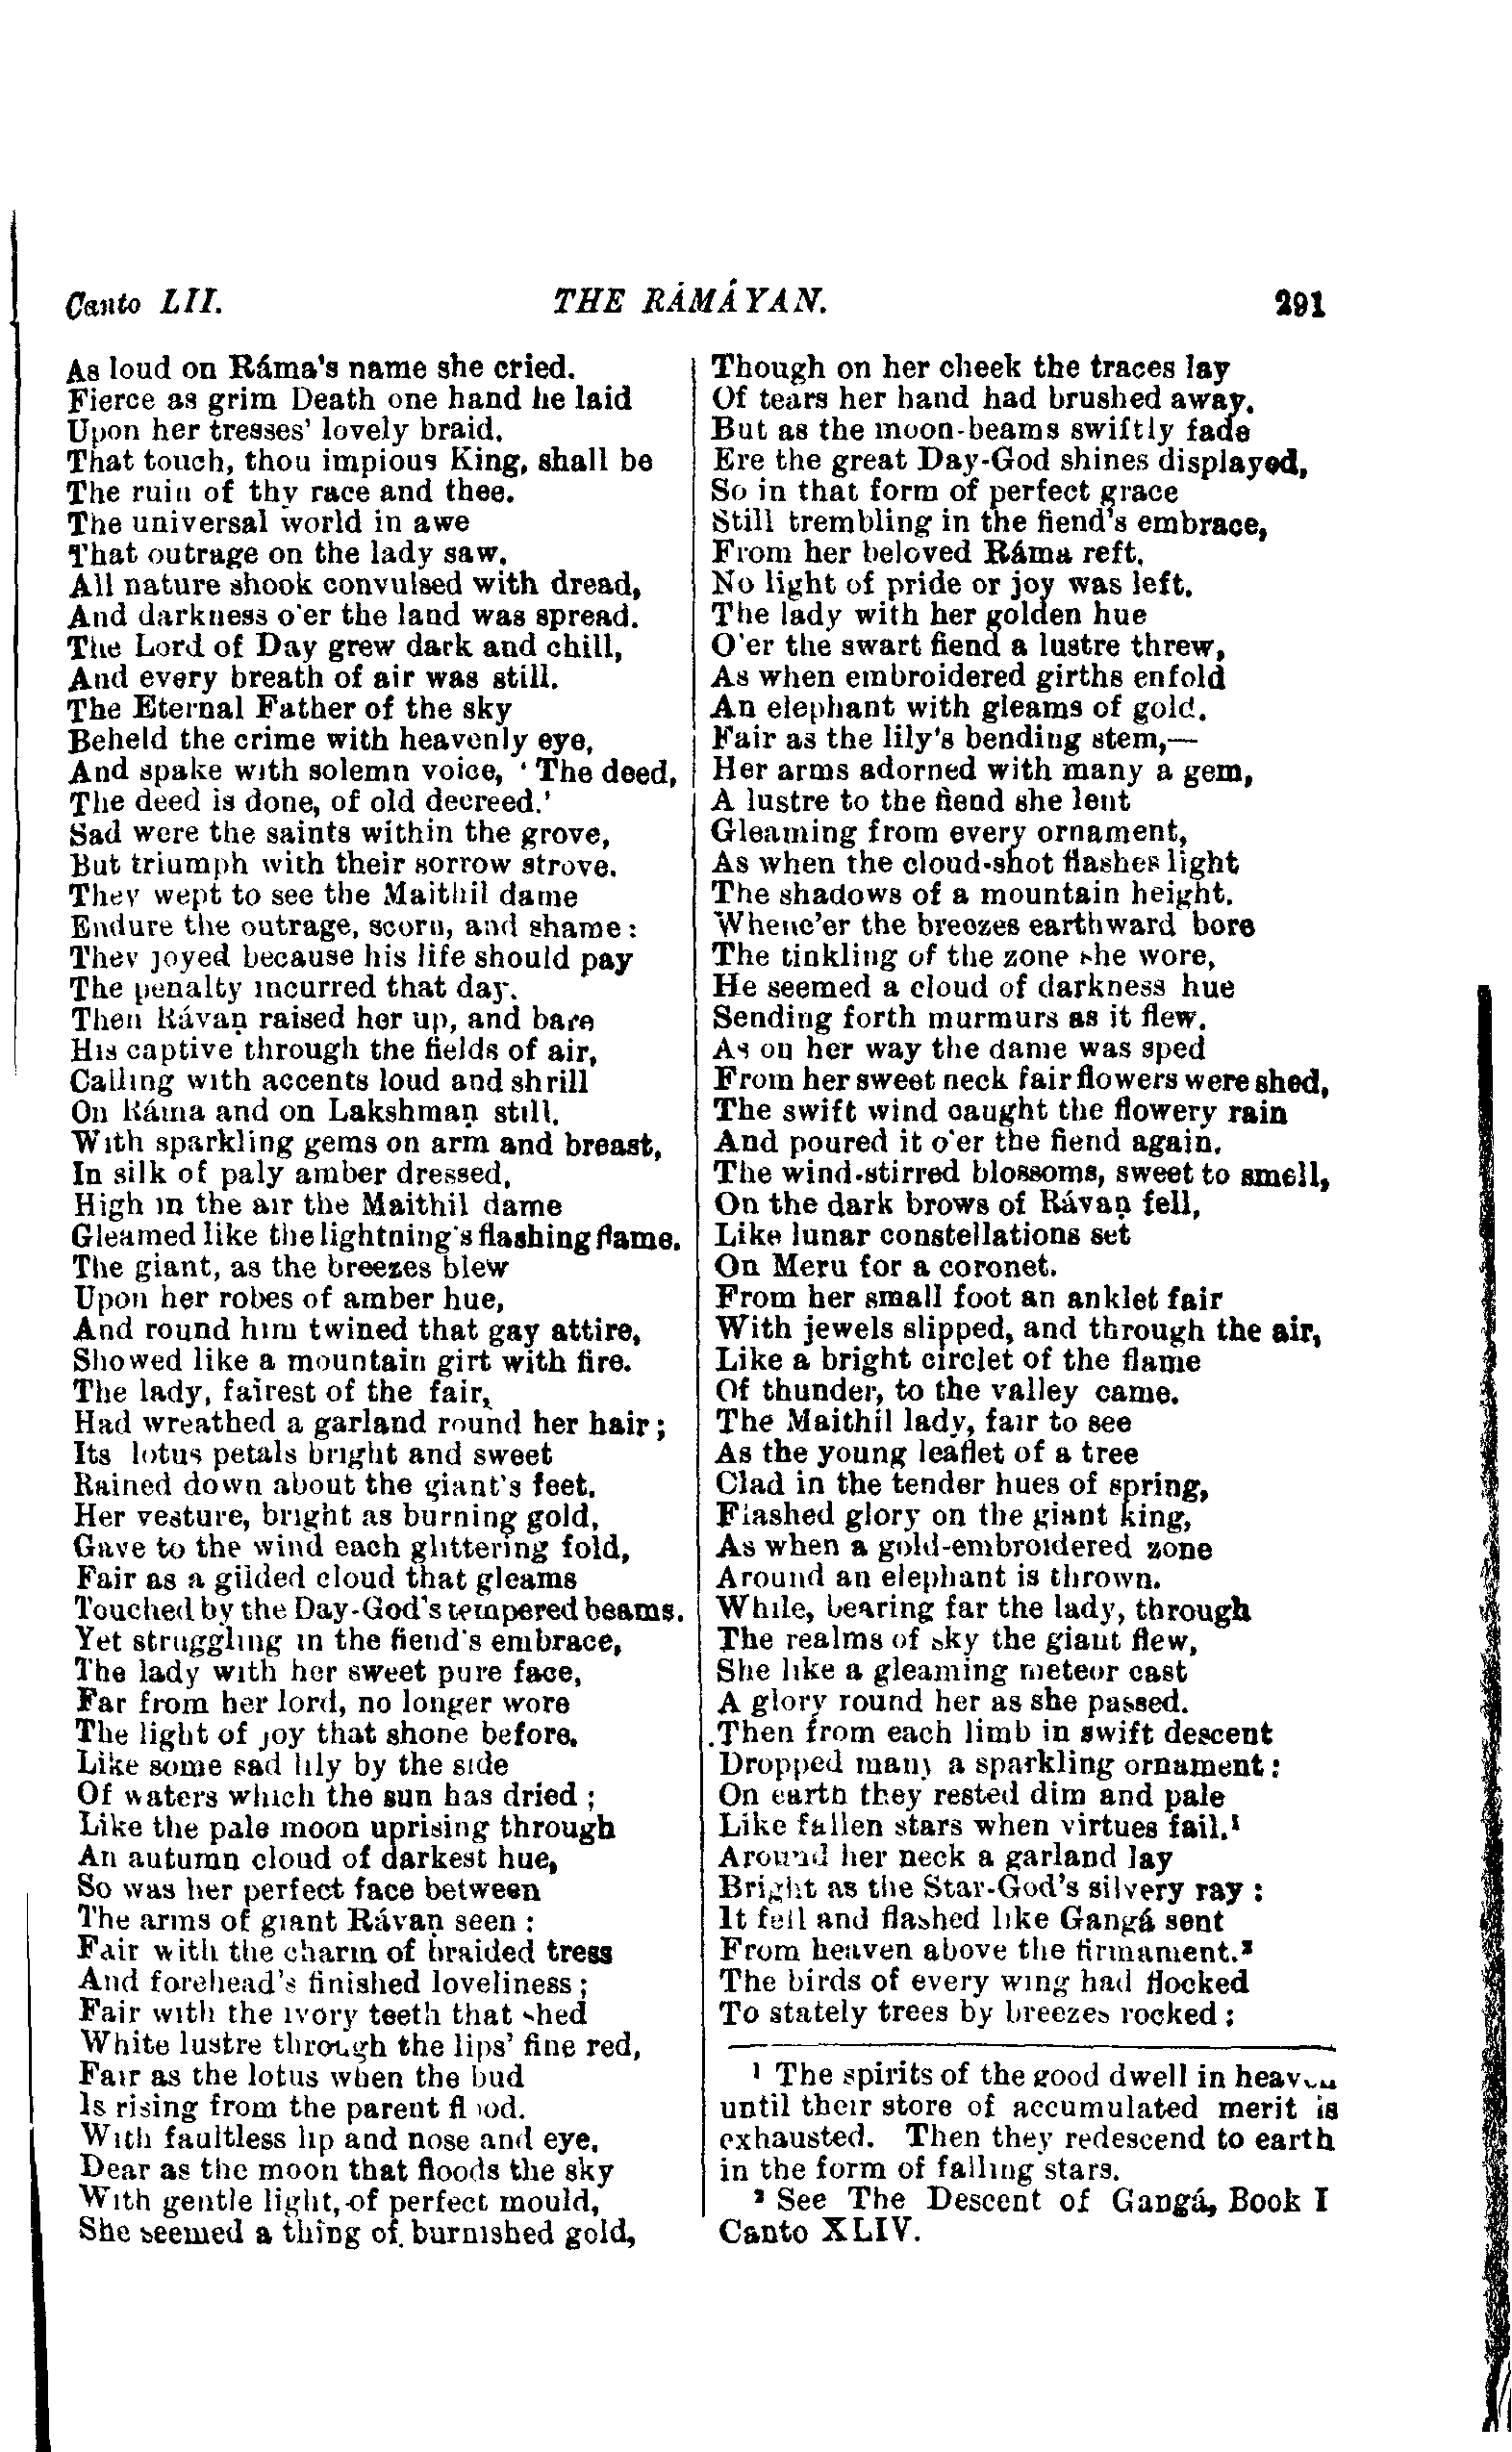 Canto LII. THE RÁMÁYAN. 291
As loud on Ráma's name she cried.
Fierce as grim Death one hand he laid
Upon her tresses' lovely braid.
That touch, thou impious King, shall be
The ruin of thy race and thee.
The universal world in awe
That outrage on the lady saw.
All nature shook convulsed with dread,
And darkness o'er the land was spread.
The Lord of Day grew dark and chill,
And every breath of air was still.
The Eternal Father of the sky
Beheld the crime with heavenly eye,
And spake with solemn voice, 'The deed,
The deed is done, of old decreed.'
Sad were the saints within the grove,
But triumph with their sorrow strove.
They wept to see the Maithil dame
Endure the outrage, scorn, and shame:
They joyed because his life should pay
The penalty incurred that day.
Then Rávaṇ raised her up, and bare
His captive through the fields of air,
Calling with accents loud and shrill
On Ráma and on Lakshmaṇ still.
With sparkling gems on arm and breast,
In silk of paly amber dressed,
High in the air the Maithil dame
Gleamed like the lightning's flashing flame.
The giant, as the breezes blew
Upon her robes of amber hue,
And round him twined that gay attire,
Showed like a mountain girt with fire.
The lady, fairest of the fair,
Had wreathed a garland round her hair;
Its lotus petals bright and sweet
Rained down about the giant's feet.
Her vesture, bright as burning gold,
Gave to the wind each glittering fold,
Fair as a gilded cloud that gleams
Touched by the Day-God's tempered beams.
Yet struggling in the fiend's embrace,
The lady with her sweet pure face,
Far from her lord, no longer wore
The light of joy that shone before.
Like some sad lily by the side
Of waters which the sun has dried;
Like the pale moon uprising through
An autumn cloud of darkest hue,
So was her perfect face between
The arms of giant Rávaṇ seen:
Fair with the charm of braided tress
And forehead's finished loveliness;
Fair with the ivory teeth that shed
White lustre through the lips' fine red,
Fair as the lotus when the bud
Is rising from the parent flood.
With faultless lip and nose and eye,
Dear as the moon that floods the sky
With gentle light, of perfect mould,
She seemed a thing of burnished gold,
Though on her cheek the traces lay
Of tears her hand had brushed away.
But as the moon-beams swiftly fade
Ere the great Day-God shines displayed,
So in that form of perfect grace
Still trembling in the fiend's embrace,
From her beloved Ráma reft,
No light of pride or joy was left.
The lady with her golden hue
O'er the swart fiend a lustre threw,
As when embroidered girths enfold
An elephant with gleams of gold.
Fair as the lily's bending stem,—
Her arms adorned with many a gem,
A lustre to the fiend she lent
Gleaming from every ornament,
As when the cloud-shot flashes light
The shadows of a mountain height.
Whene'er the breezes earthward bore
The tinkling of the zone she wore,
He seemed a cloud of darkness hue
Sending forth murmurs as it flew.
As on her way the dame was sped
From her sweet neck fair flowers were shed,
The swift wind caught the flowery rain
And poured it o'er the fiend again.
The wind-stirred blossoms, sweet to smell,
On the dark brows of Rávaṇ fell,
Like lunar constellations set
On Meru for a coronet.
From her small foot an anklet fair
With jewels slipped, and through the air,
Like a bright circlet of the flame
Of thunder, to the valley came.
The Maithil lady, fair to see
As the young leaflet of a tree
Clad in the tender hues of spring,
Flashed glory on the giant king,
As when a gold-embroidered zone
Around an elephant is thrown.
While, bearing far the lady, through
The realms of sky the giant flew,
She like a gleaming meteor cast
A glory round her as she passed.
Then from each limb in swift descent
Dropped many a sparkling ornament:
On earth they rested dim and pale
Like fallen stars when virtues fail.¹
Around her neck a garland lay
Bright as the Star-God's silvery ray:
It fell and flashed like Gangá sent
From heaven above the firmament.²
The birds of every wing had flocked
To stately trees by breezes rocked:
¹ The spirits of the good dwell in heaven
until their store of accumulated merit is
exhausted. Then they redescend to earth
in the form of falling stars.
² See The Descent of Gangá, Book I
Canto XLIV.